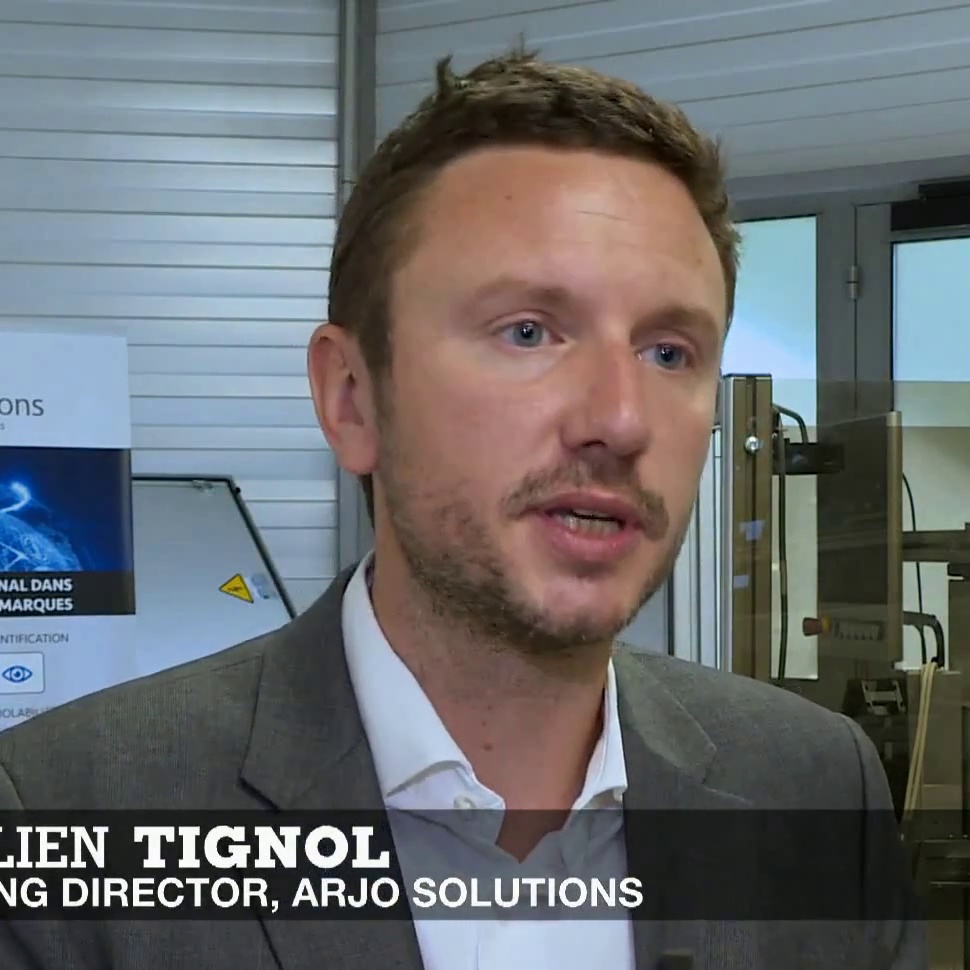 ons
NAL DANS
MARQUES
NTIFICATION
LIEN TIGNOL
NG DIRECTOR, ARJO SOLUTIONS